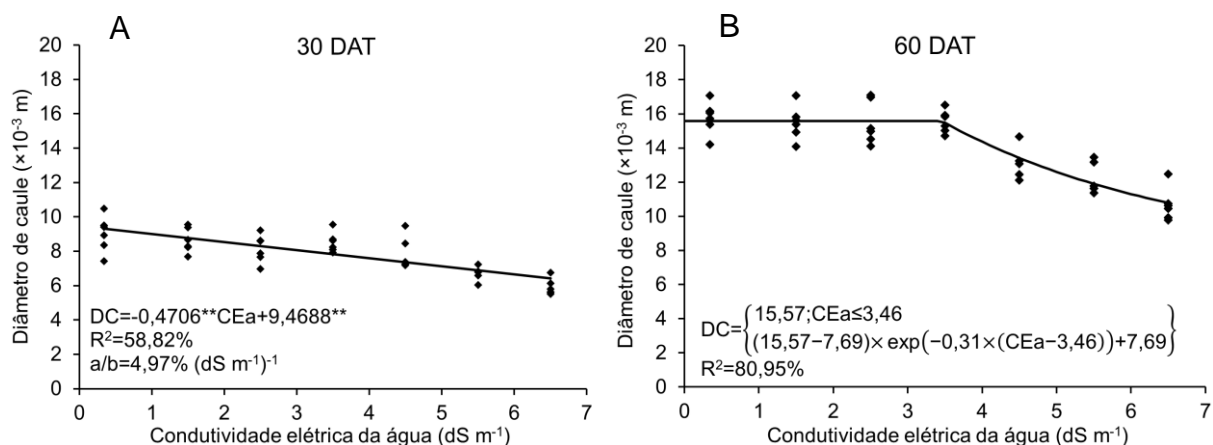 A
30 DAT
Diâmetro de caule (×10⁻³ m)
20
18
16
14
12
10
8
6
4
2
0
DC=-0,4706**CEa+9,4688**
R²=58,82%
a/b=4,97% (dS m⁻¹)⁻¹
0 1 2 3 4 5 6 7
Condutividade elétrica da água (dS m⁻¹)
B
60 DAT
Diâmetro de caule (×10⁻³ m)
20
18
16
14
12
10
8
6
4
2
0
15,57;CEa≤3,46
DC={
(15,57−7,69)×exp(−0,31×(CEa−3,46))+7,69}
R²=80,95%
0 1 2 3 4 5 6 7
Condutividade elétrica da água (dS m⁻¹)